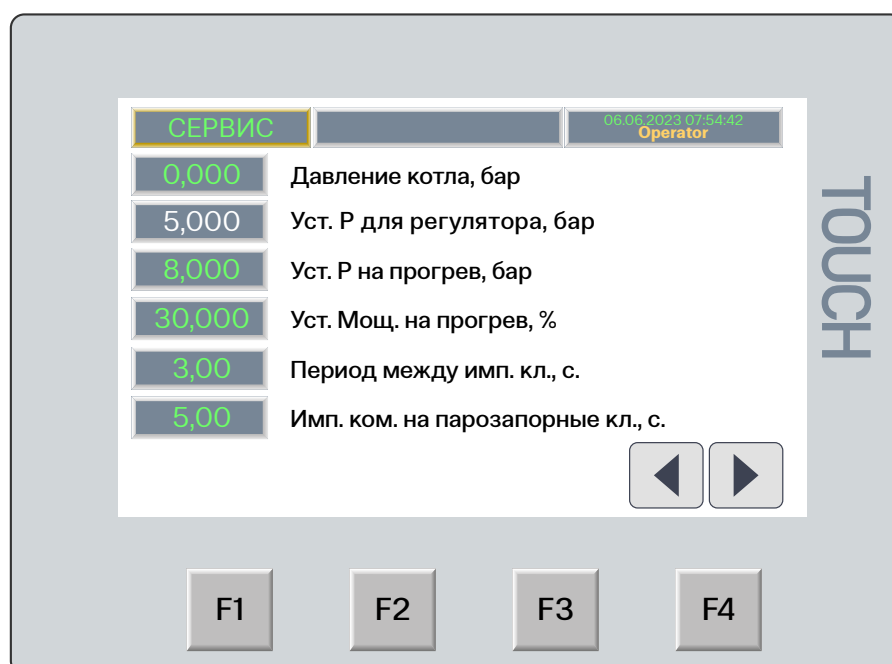 СЕРВИС
06.06.2023 07:54:42
Operator
0,000 Давление котла, бар
5,000 Уст. Р для регулятора, бар
8,000 Уст. Р на прогрев, бар
30,000 Уст. Мощ. на прогрев, %
3,00 Период между имп. кл., с.
5,00 Имп. ком. на парозапорные кл., с.
TOUCH
F1 F2 F3 F4